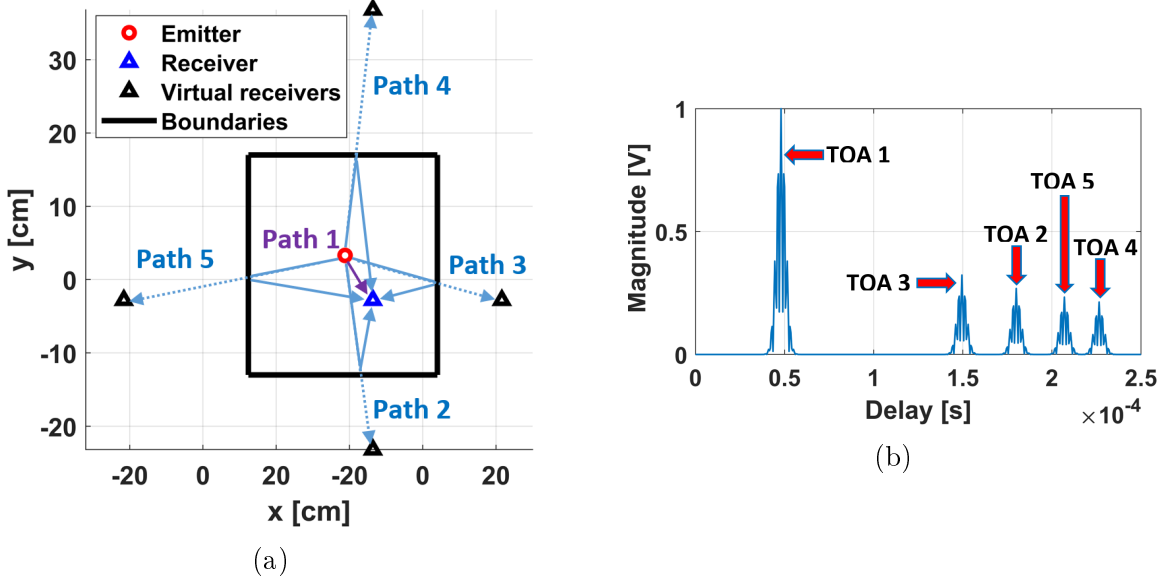 Emitter
Receiver
Virtual receivers
Boundaries
30
20
10
0
-10
-20
y [cm]
-20 0 -20 0 20
x [cm]
Path 4
Path 1
Path 5
Path 3
Path 2
(a)
1
0.5
0
Magnitude [V]
TOA 1
TOA 5
TOA 2
TOA 4
TOA 3
0 0.5 1 1.5 2 2.5
Delay [s]
×10⁻⁴
(b)